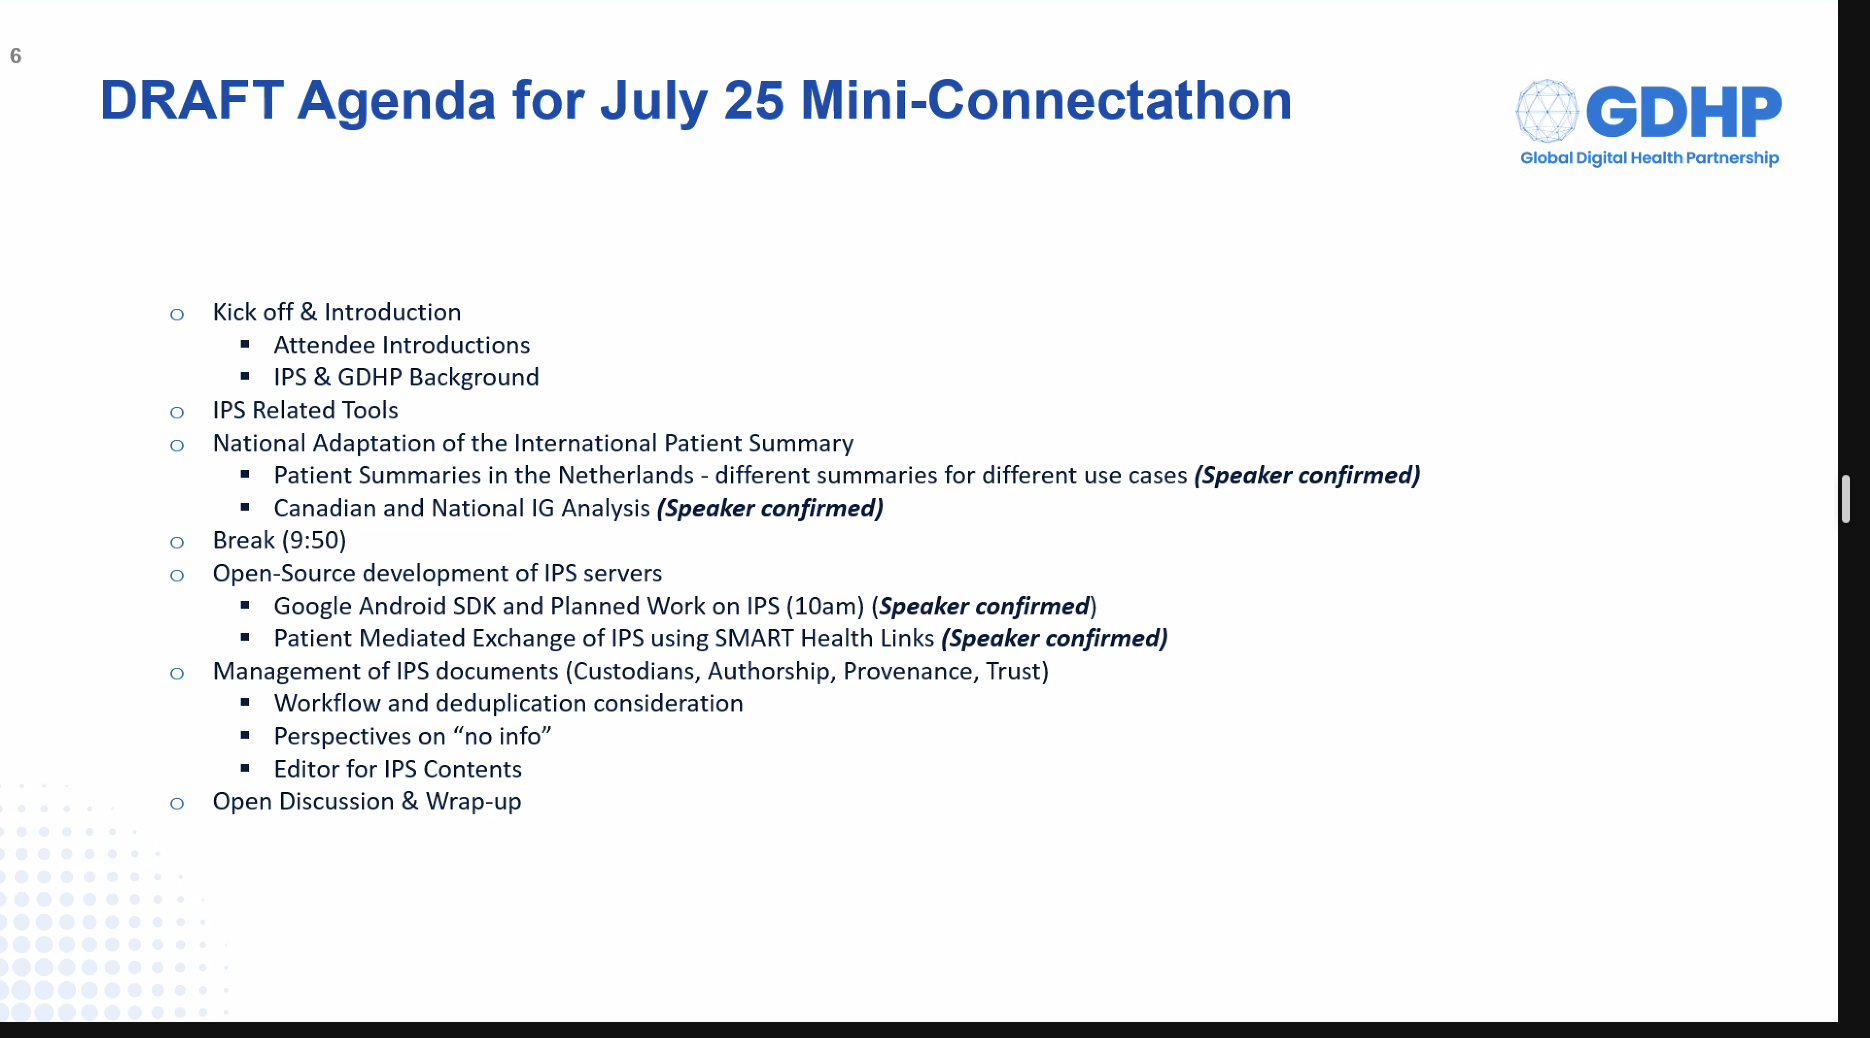 6
DRAFT Agenda for July 25 Mini-Connectathon
GDHP
Global Digital Health Partnership
o Kick off & Introduction
▪ Attendee Introductions
▪ IPS & GDHP Background
o IPS Related Tools
o National Adaptation of the International Patient Summary
▪ Patient Summaries in the Netherlands - different summaries for different use cases (Speaker confirmed)
▪ Canadian and National IG Analysis (Speaker confirmed)
o Break (9:50)
o Open-Source development of IPS servers
▪ Google Android SDK and Planned Work on IPS (10am) (Speaker confirmed)
▪ Patient Mediated Exchange of IPS using SMART Health Links (Speaker confirmed)
o Management of IPS documents (Custodians, Authorship, Provenance, Trust)
▪ Workflow and deduplication consideration
▪ Perspectives on “no info”
▪ Editor for IPS Contents
o Open Discussion & Wrap-up